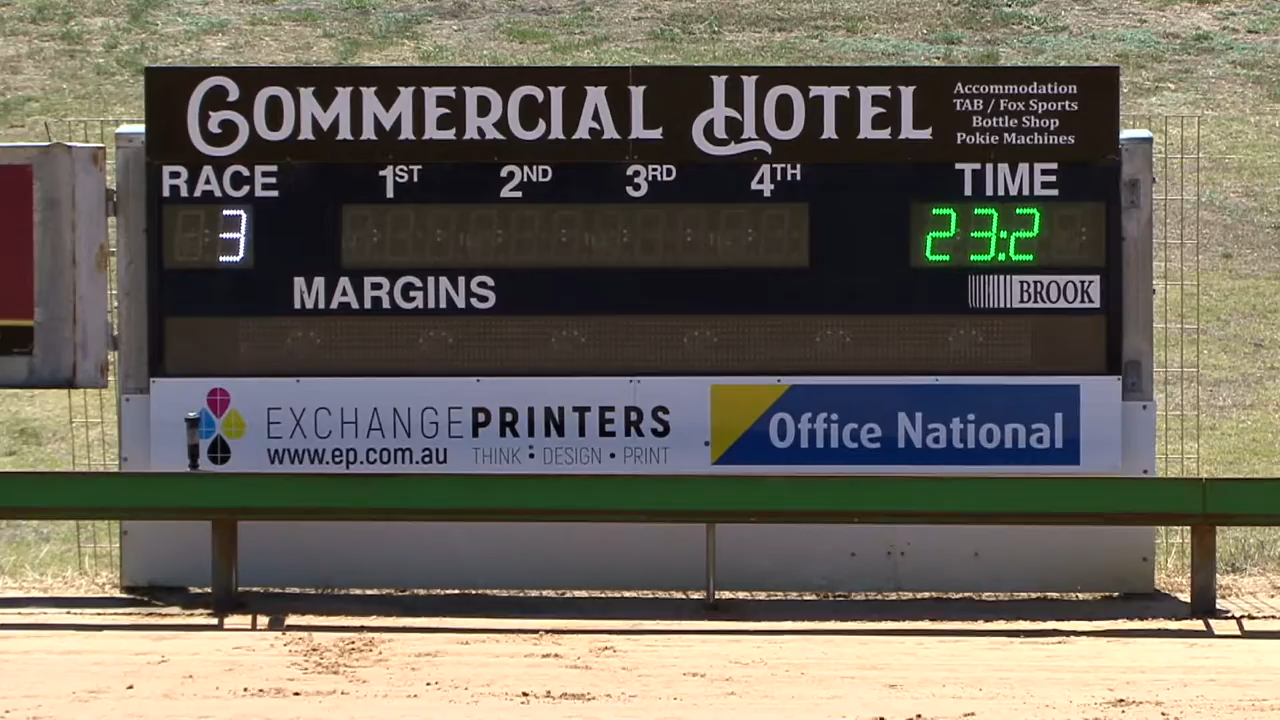 COMMERCIAL HOTEL
Accommodation
TAB / Fox Sports
Bottle Shop
Pokie Machines
RACE 1ST 2ND 3RD 4TH TIME
3 23:2
MARGINS
BROOK
EXCHANGEPRINTERS
www.ep.com.au THINK : DESIGN • PRINT
Office National